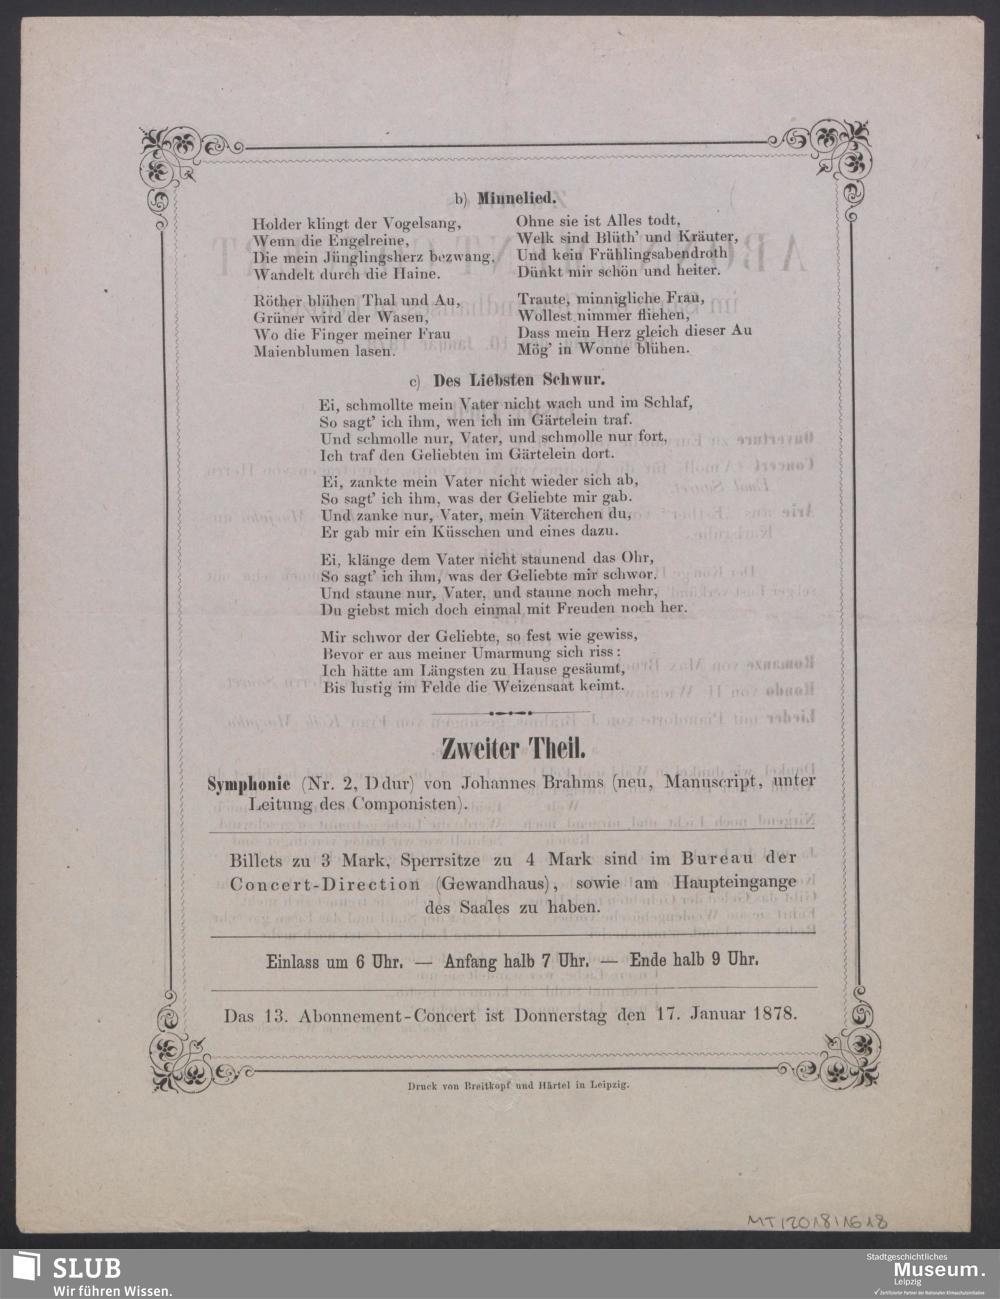 b) Minnelied.
Holder klingt der Vogelsang,
Wenn die Engelreine,
Die mein Jünglingsherz bezwang,
Wandelt durch die Haine.
Röther blühen Thal und Au,
Grüner wird der Wasen,
Wo die Finger meiner Frau
Maienblumen lasen.
Ohne sie ist Alles todt,
Welk sind Blüth' und Kräuter,
Und kein Frühlingsabendroth
Dünkt mir schön und heiter.
Traute, minnigliche Frau,
Wollest nimmer fliehen,
Dass mein Herz gleich dieser Au
Mög' in Wonne blühen.
c) Des Liebsten Schwur.
Ei, schmollte mein Vater nicht wach und im Schlaf,
So sagt' ich ihm, wen ich im Gärtelein traf.
Und schmolle nur, Vater, und schmolle nur fort,
Ich traf den Geliebten im Gärtelein dort.
Ei, zankte mein Vater nicht wieder sich ab,
So sagt' ich ihm, was der Geliebte mir gab.
Und zanke nur, Vater, mein Väterchen du,
Er gab mir ein Küsschen und eines dazu.
Ei, klänge dem Vater nicht staunend das Ohr,
So sagt' ich ihm, was der Geliebte mir schwor.
Und staune nur, Vater, und staune noch mehr,
Du giebst mich doch einmal mit Freuden noch her.
Mir schwor der Geliebte, so fest wie gewiss,
Bevor er aus meiner Umarmung sich riss:
Ich hätte am Längsten zu Hause gesäumt,
Bis lustig im Felde die Weizensaat keimt.
Zweiter Theil.
Symphonie (Nr. 2, D dur) von Johannes Brahms (neu, Manuscript, unter
Leitung des Componisten).
Billets zu 3 Mark, Sperrsitze zu 4 Mark sind im Bureau der
Concert-Direction (Gewandhaus), sowie am Haupteingange
des Saales zu haben.
Einlass um 6 Uhr. — Anfang halb 7 Uhr. — Ende halb 9 Uhr.
Das 13. Abonnement-Concert ist Donnerstag den 17. Januar 1878.
Druck von Breitkopf und Härtel in Leipzig.
MT/2018/1618
SLUB
Wir führen Wissen.
Stadtgeschichtliches
Museum.
Leipzig
Zertifizierter Partner der Nationalen Klimaschutzinitiative